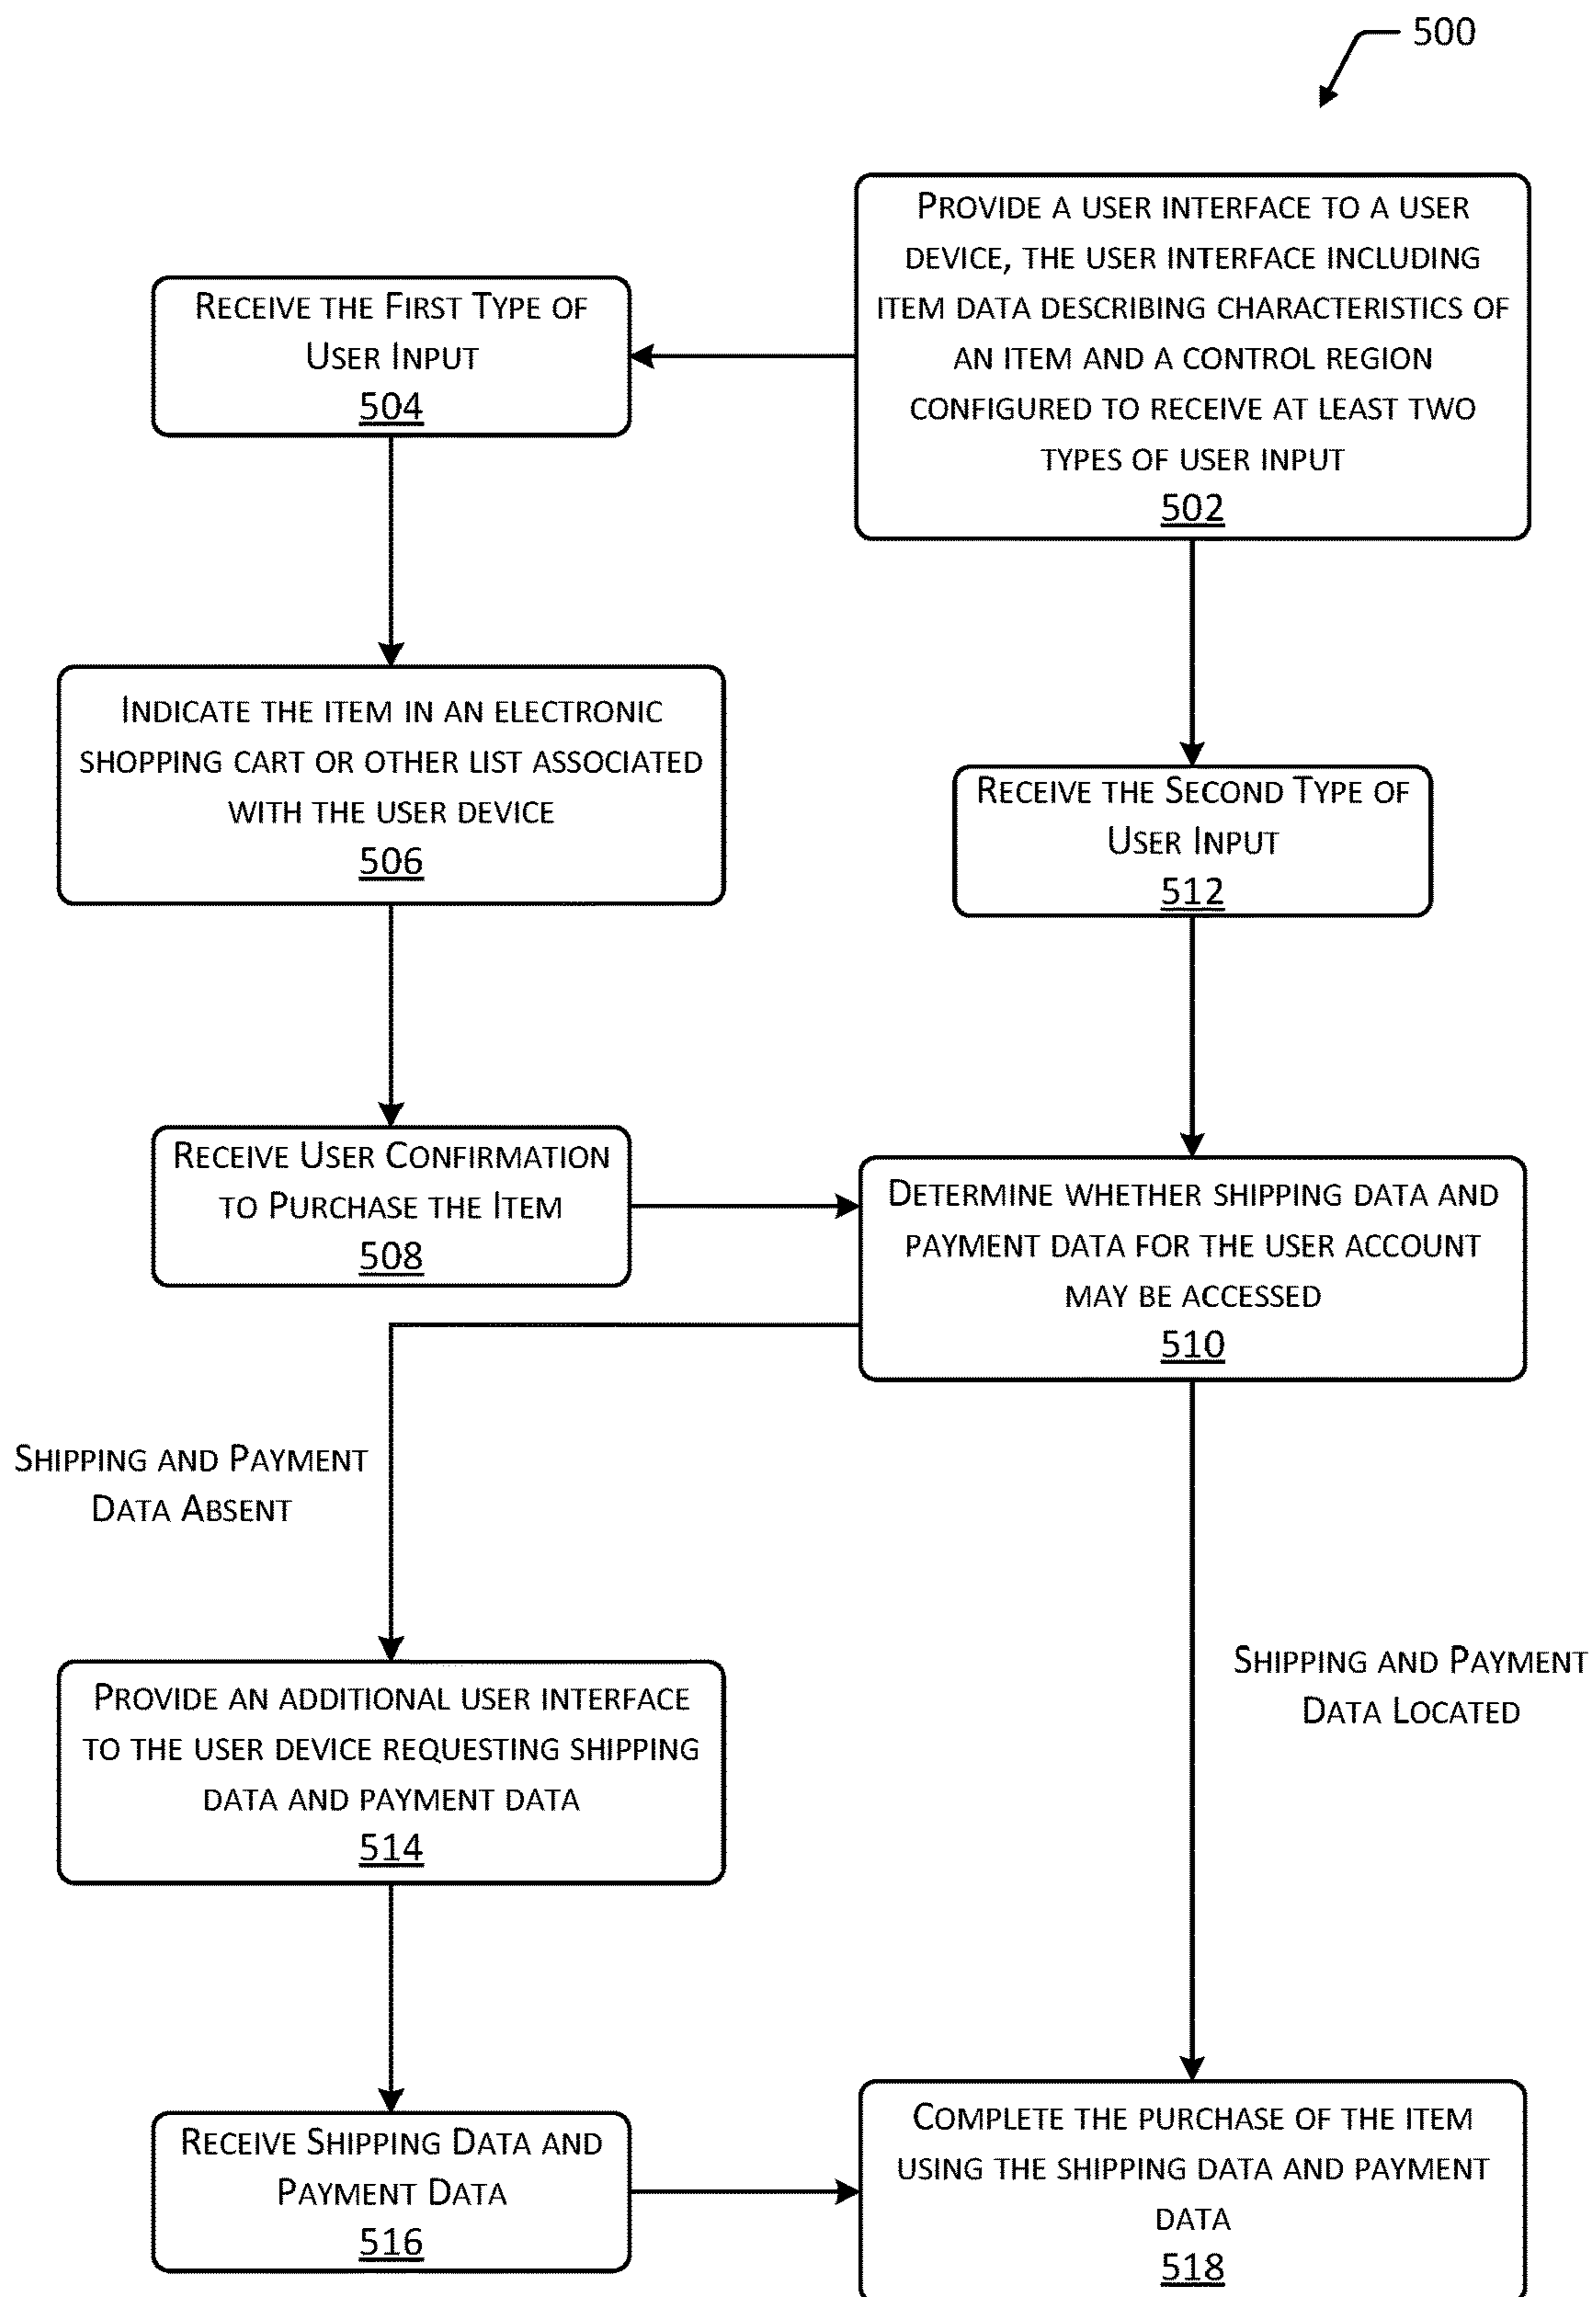 500
PROVIDE A USER INTERFACE TO A USER
DEVICE, THE USER INTERFACE INCLUDING
ITEM DATA DESCRIBING CHARACTERISTICS OF
AN ITEM AND A CONTROL REGION
CONFIGURED TO RECEIVE AT LEAST TWO
TYPES OF USER INPUT
502
RECEIVE THE FIRST TYPE OF
USER INPUT
504
INDICATE THE ITEM IN AN ELECTRONIC
SHOPPING CART OR OTHER LIST ASSOCIATED
WITH THE USER DEVICE
506
RECEIVE THE SECOND TYPE OF
USER INPUT
512
RECEIVE USER CONFIRMATION
TO PURCHASE THE ITEM
508
DETERMINE WHETHER SHIPPING DATA AND
PAYMENT DATA FOR THE USER ACCOUNT
MAY BE ACCESSED
510
SHIPPING AND PAYMENT
DATA ABSENT
SHIPPING AND PAYMENT
DATA LOCATED
PROVIDE AN ADDITIONAL USER INTERFACE
TO THE USER DEVICE REQUESTING SHIPPING
DATA AND PAYMENT DATA
514
RECEIVE SHIPPING DATA AND
PAYMENT DATA
516
COMPLETE THE PURCHASE OF THE ITEM
USING THE SHIPPING DATA AND PAYMENT
DATA
518